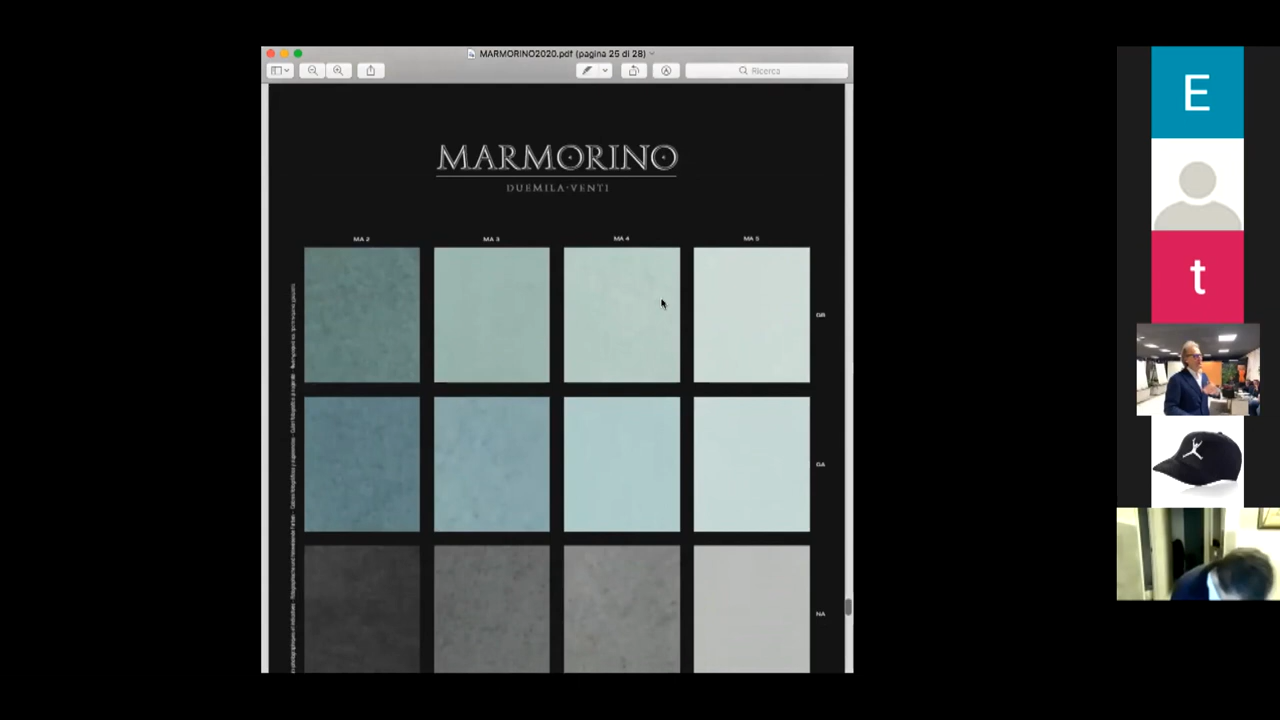 MARMORINO2020.pdf (pagina 25 di 28)
Ricerca
MARMORINO
DUEMILA·VENTI
MA 2 MA 3 MA 4 MA 5
GR
GA
NA
E
t